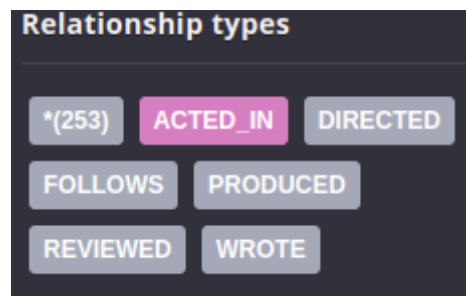 Relationship types
*(253) ACTED_IN DIRECTED
FOLLOWS PRODUCED
REVIEWED WROTE